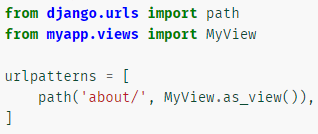 from django.urls import path
from myapp.views import MyView

urlpatterns = [
    path('about/', MyView.as_view()),
]